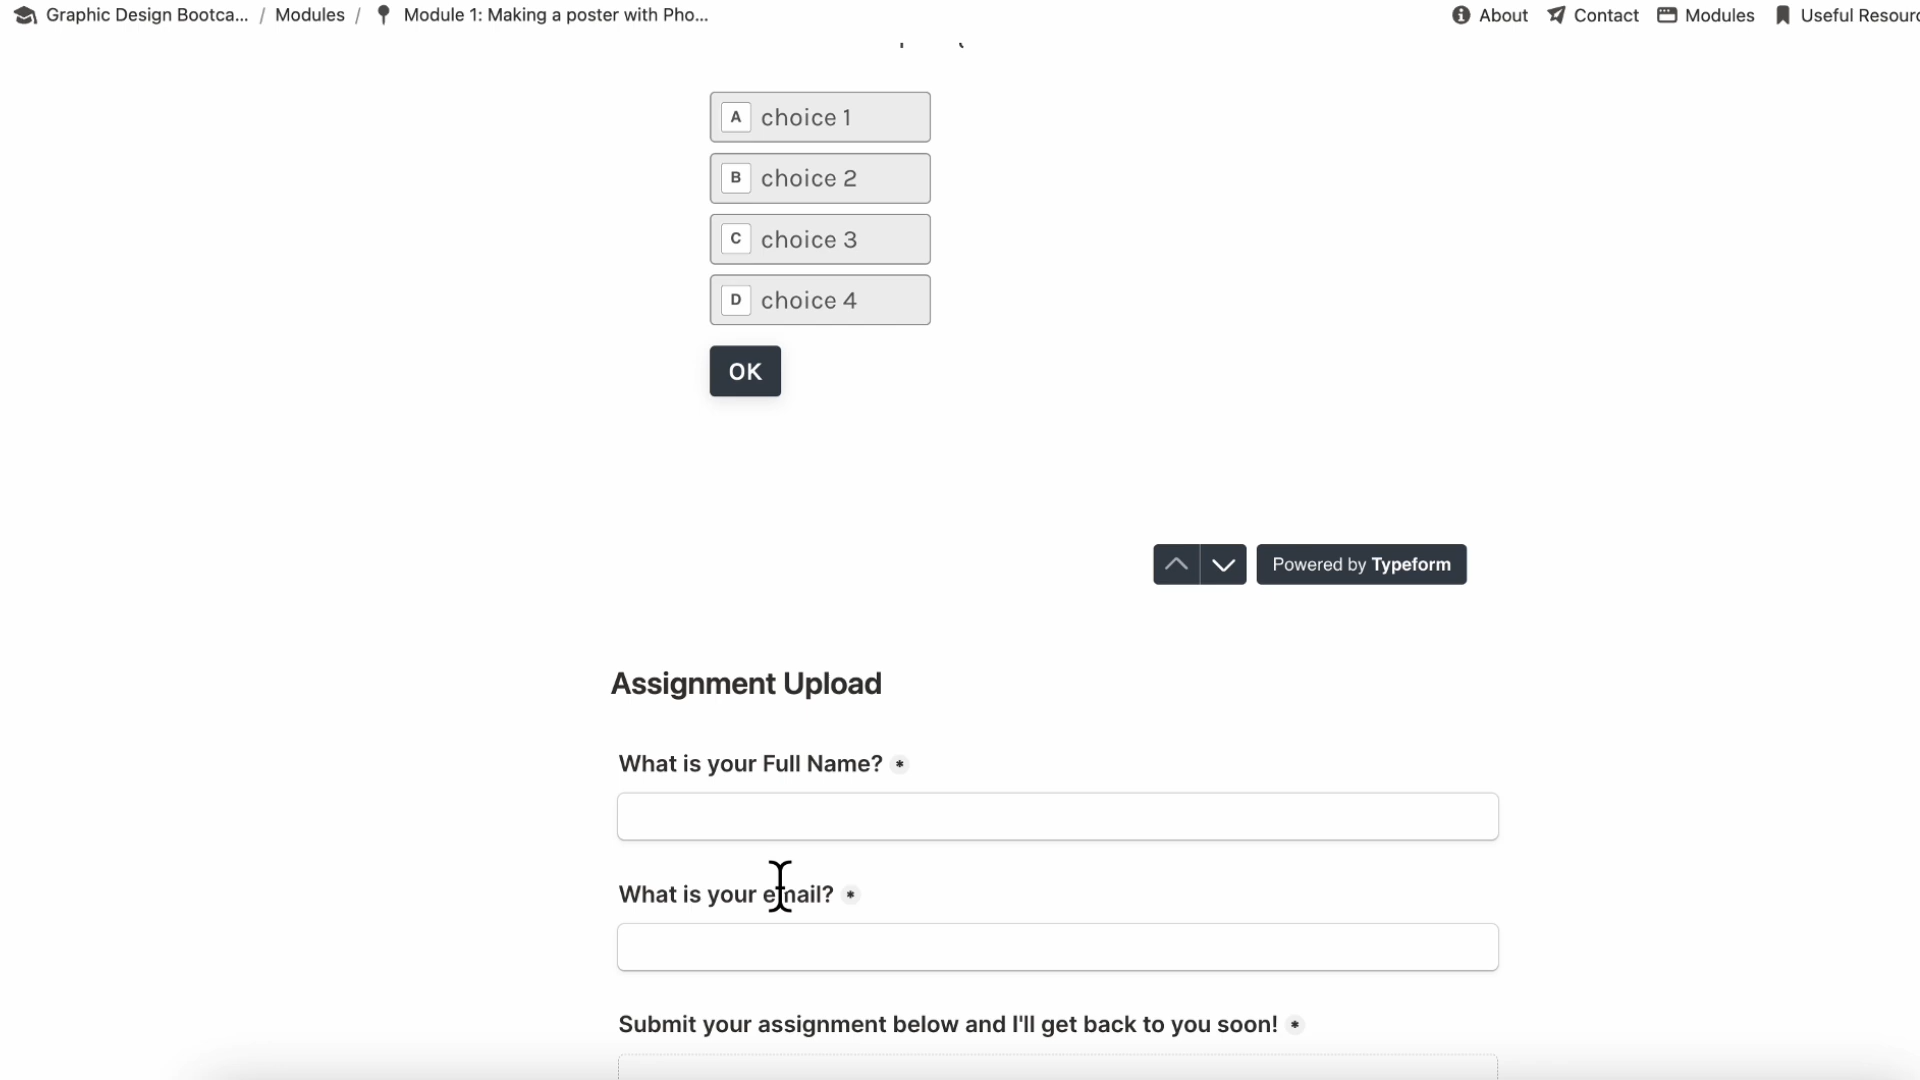 Graphic Design Bootca... / Modules / Module 1: Making a poster with Pho... About Contact Modules Useful
A choice 1
B choice 2
C choice 3
D choice 4
OK
Powered by Typeform
Assignment Upload
What is your Full Name? *
What is your email? *
Submit your assignment below and I'll get back to you soon! *